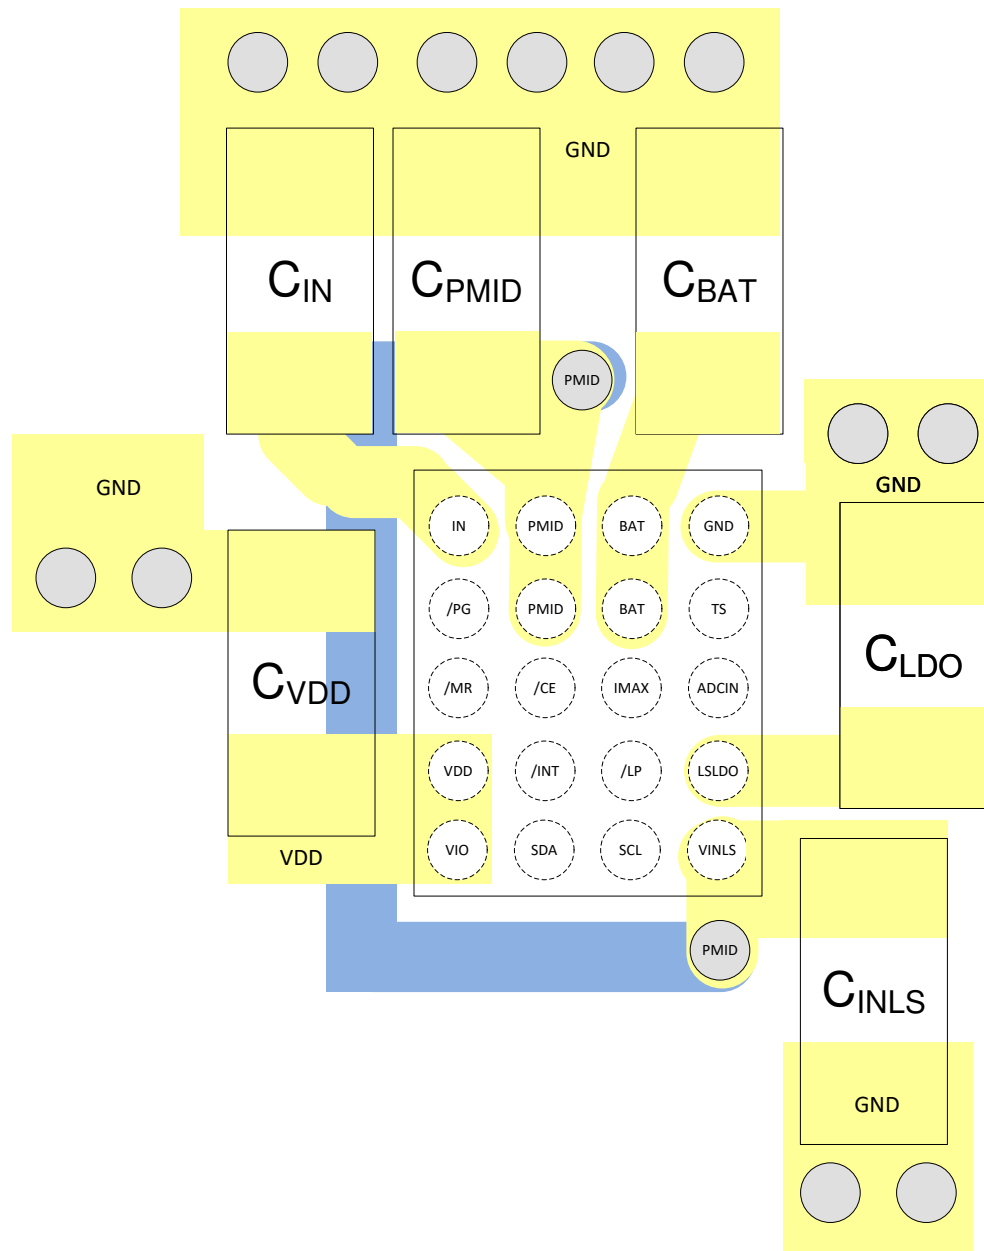 GND
CIN
CPMID
CBAT
PMID
GND
GND
IN
PMID
BAT
GND
/PG
PMID
BAT
TS
CVDD
CLDO
/MR
/CE
IMAX
ADCIN
VDD
/INT
/LP
LSLDO
VIO
SDA
SCL
VINLS
VDD
PMID
CINLS
GND